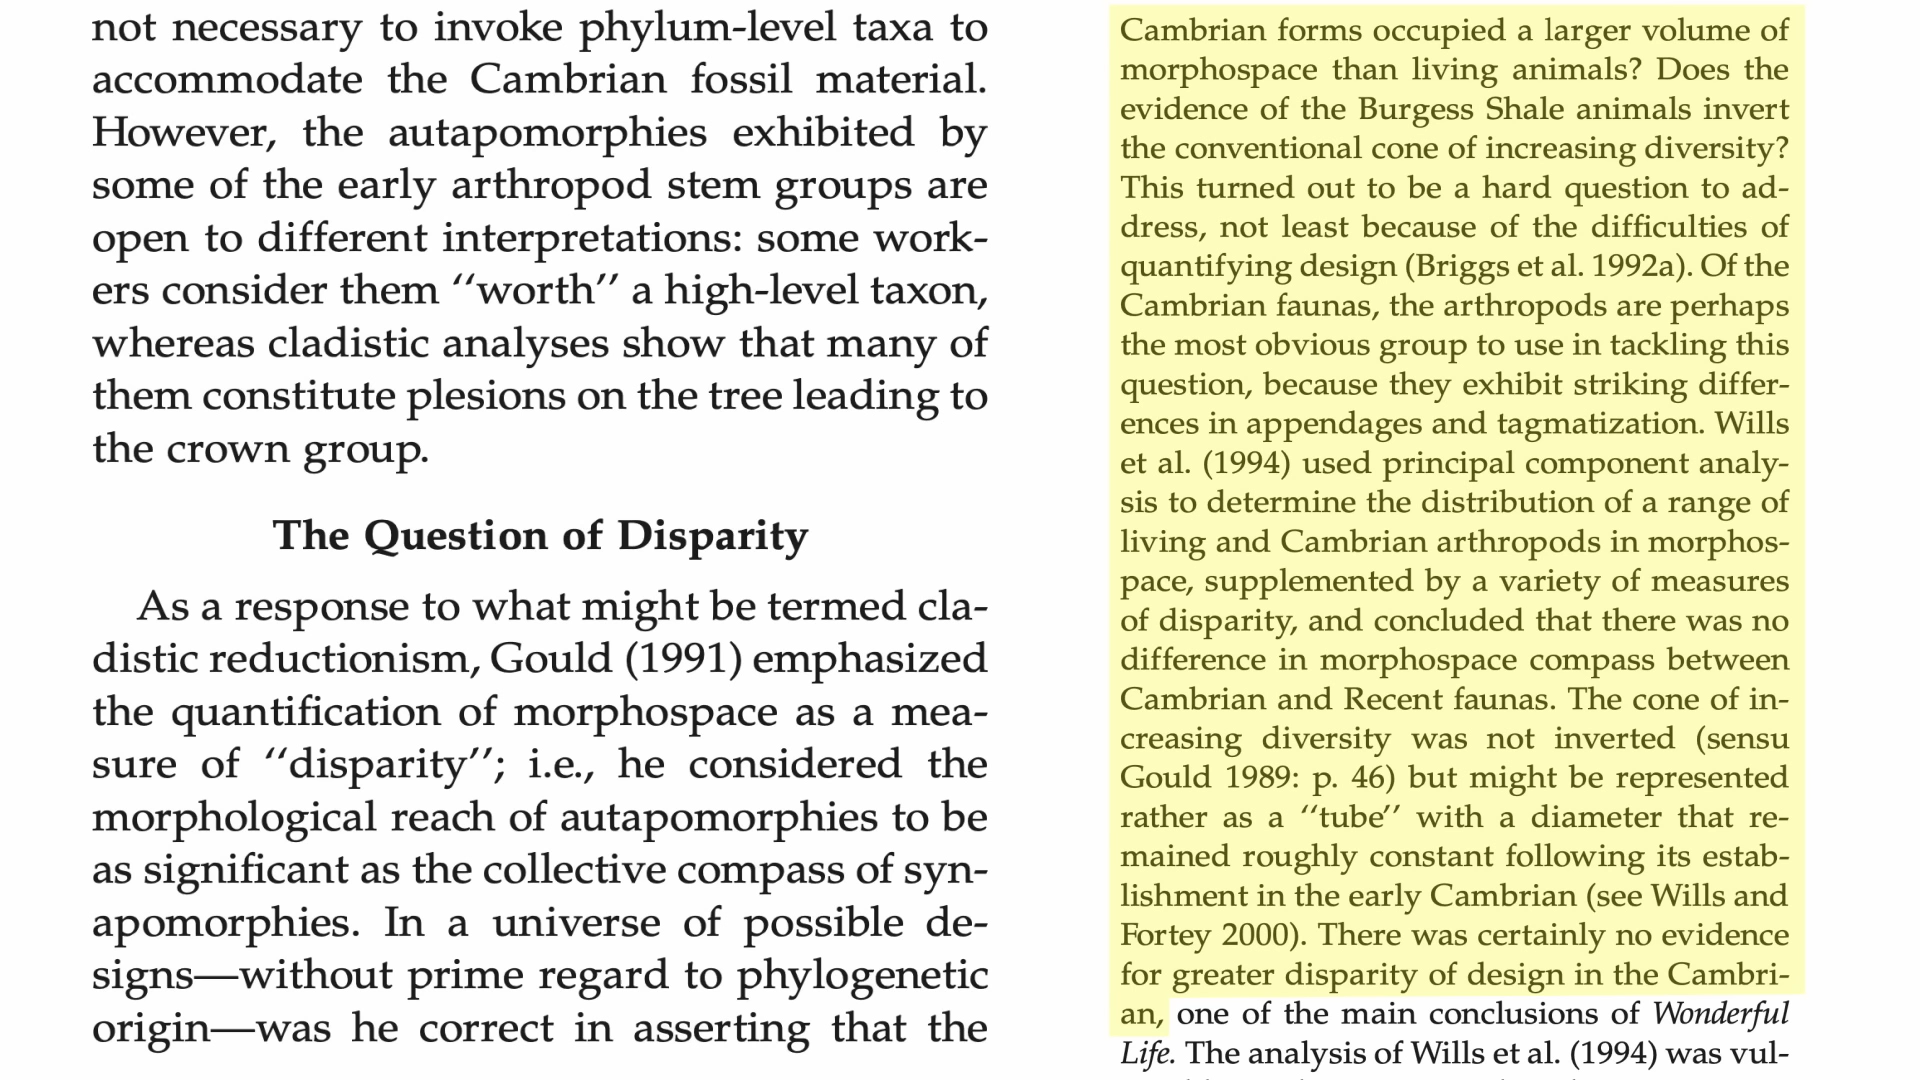 not necessary to invoke phylum-level taxa to
accommodate the Cambrian fossil material.
However, the autapomorphies exhibited by
some of the early arthropod stem groups are
open to different interpretations: some work-
ers consider them ‘‘worth’’ a high-level taxon,
whereas cladistic analyses show that many of
them constitute plesions on the tree leading to
the crown group.
The Question of Disparity
As a response to what might be termed cla-
distic reductionism, Gould (1991) emphasized
the quantification of morphospace as a mea-
sure of ‘‘disparity’’; i.e., he considered the
morphological reach of autapomorphies to be
as significant as the collective compass of syn-
apomorphies. In a universe of possible de-
signs—without prime regard to phylogenetic
origin—was he correct in asserting that the
Cambrian forms occupied a larger volume of
morphospace than living animals? Does the
evidence of the Burgess Shale animals invert
the conventional cone of increasing diversity?
This turned out to be a hard question to ad-
dress, not least because of the difficulties of
quantifying design (Briggs et al. 1992a). Of the
Cambrian faunas, the arthropods are perhaps
the most obvious group to use in tackling this
question, because they exhibit striking differ-
ences in appendages and tagmatization. Wills
et al. (1994) used principal component analy-
sis to determine the distribution of a range of
living and Cambrian arthropods in morphos-
pace, supplemented by a variety of measures
of disparity, and concluded that there was no
difference in morphospace compass between
Cambrian and Recent faunas. The cone of in-
creasing diversity was not inverted (sensu
Gould 1989: p. 46) but might be represented
rather as a ‘‘tube’’ with a diameter that re-
mained roughly constant following its estab-
lishment in the early Cambrian (see Wills and
Fortey 2000). There was certainly no evidence
for greater disparity of design in the Cambri-
an, one of the main conclusions of Wonderful
Life. The analysis of Wills et al. (1994) was vul-